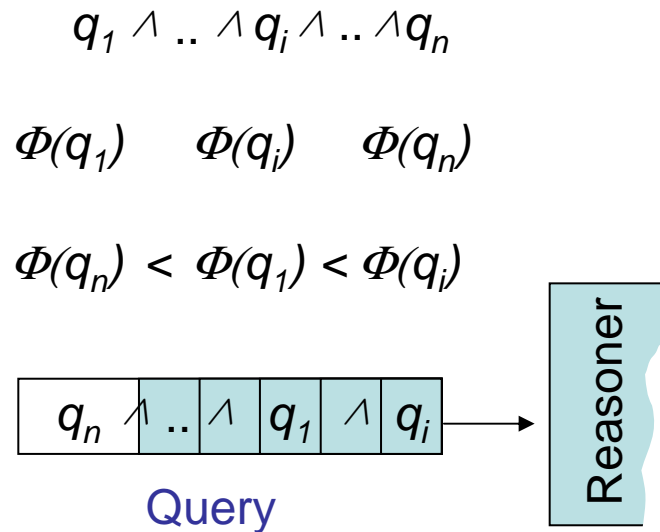 q₁ ∧ .. ∧ qᵢ ∧ .. ∧ qₙ
Φ(q₁) Φ(qᵢ) Φ(qₙ)
Φ(qₙ) < Φ(q₁) < Φ(qᵢ)
qₙ ∧ .. ∧ q₁ ∧ qᵢ
Reasoner
Query